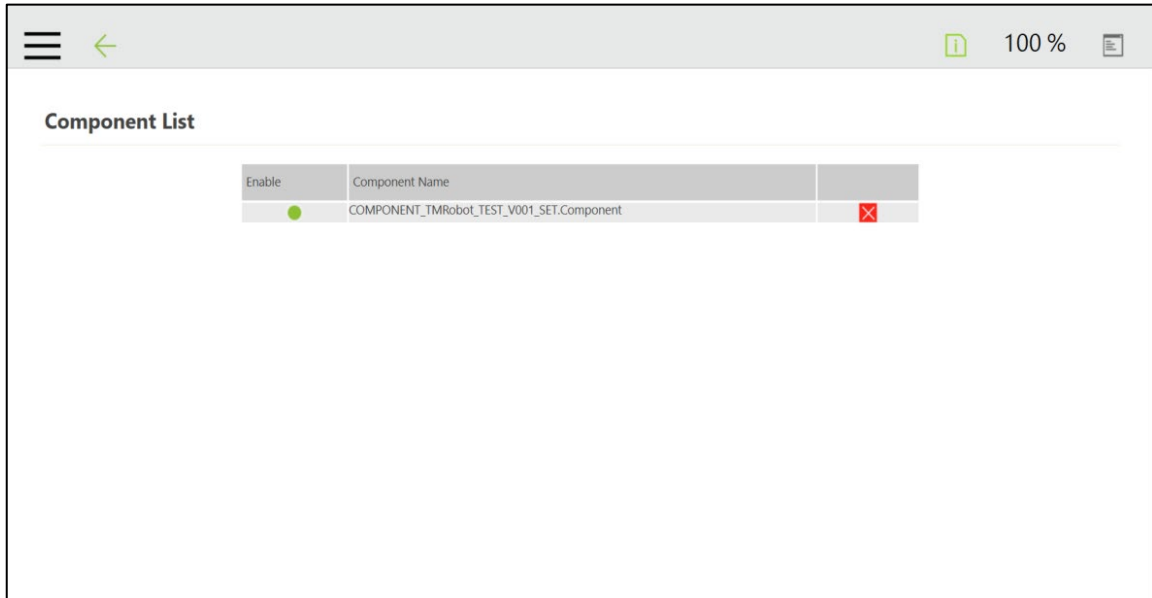 100 %
Component List
Enable Component Name
COMPONENT_TMRobot_TEST_V001_SET.Component